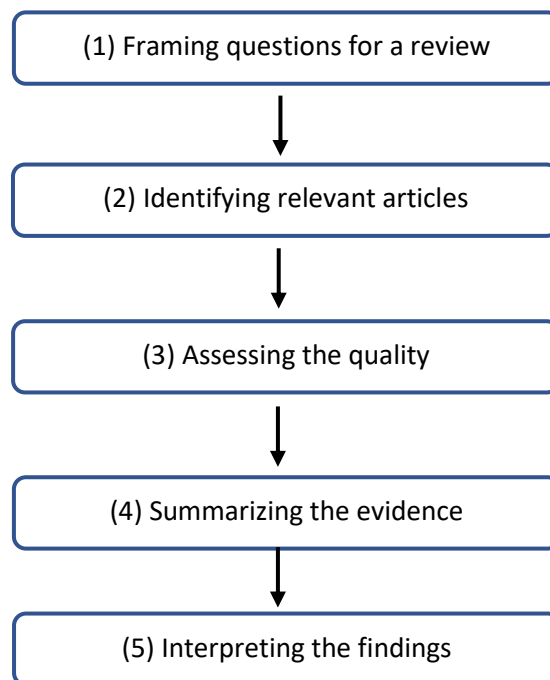 (1) Framing questions for a review
(2) Identifying relevant articles
(3) Assessing the quality
(4) Summarizing the evidence
(5) Interpreting the findings